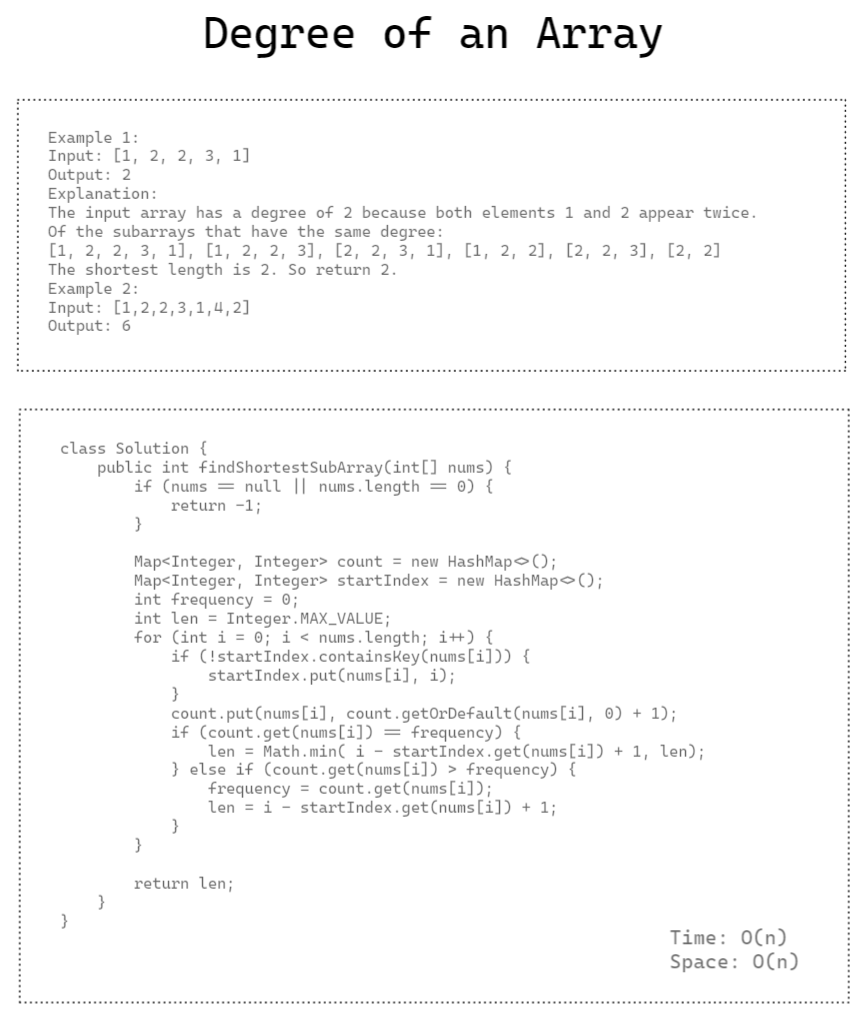 Degree of an Array
Example 1:
Input: [1, 2, 2, 3, 1]
Output: 2
Explanation:
The input array has a degree of 2 because both elements 1 and 2 appear twice.
Of the subarrays that have the same degree:
[1, 2, 2, 3, 1], [1, 2, 2, 3], [2, 2, 3, 1], [1, 2, 2], [2, 2, 3], [2, 2]
The shortest length is 2. So return 2.
Example 2:
Input: [1,2,2,3,1,4,2]
Output: 6
class Solution {
    public int findShortestSubArray(int[] nums) {
        if (nums == null || nums.length == 0) {
            return -1;
        }
        Map<Integer, Integer> count = new HashMap<>();
        Map<Integer, Integer> startIndex = new HashMap<>();
        int frequency = 0;
        int len = Integer.MAX_VALUE;
        for (int i = 0; i < nums.length; i++) {
            if (!startIndex.containsKey(nums[i])) {
                startIndex.put(nums[i], i);
            }
            count.put(nums[i], count.getOrDefault(nums[i], 0) + 1);
            if (count.get(nums[i]) == frequency) {
                len = Math.min( i - startIndex.get(nums[i]) + 1, len);
            } else if (count.get(nums[i]) > frequency) {
                frequency = count.get(nums[i]);
                len = i - startIndex.get(nums[i]) + 1;
            }
        }
        return len;
    }
}
Time: O(n)
Space: O(n)